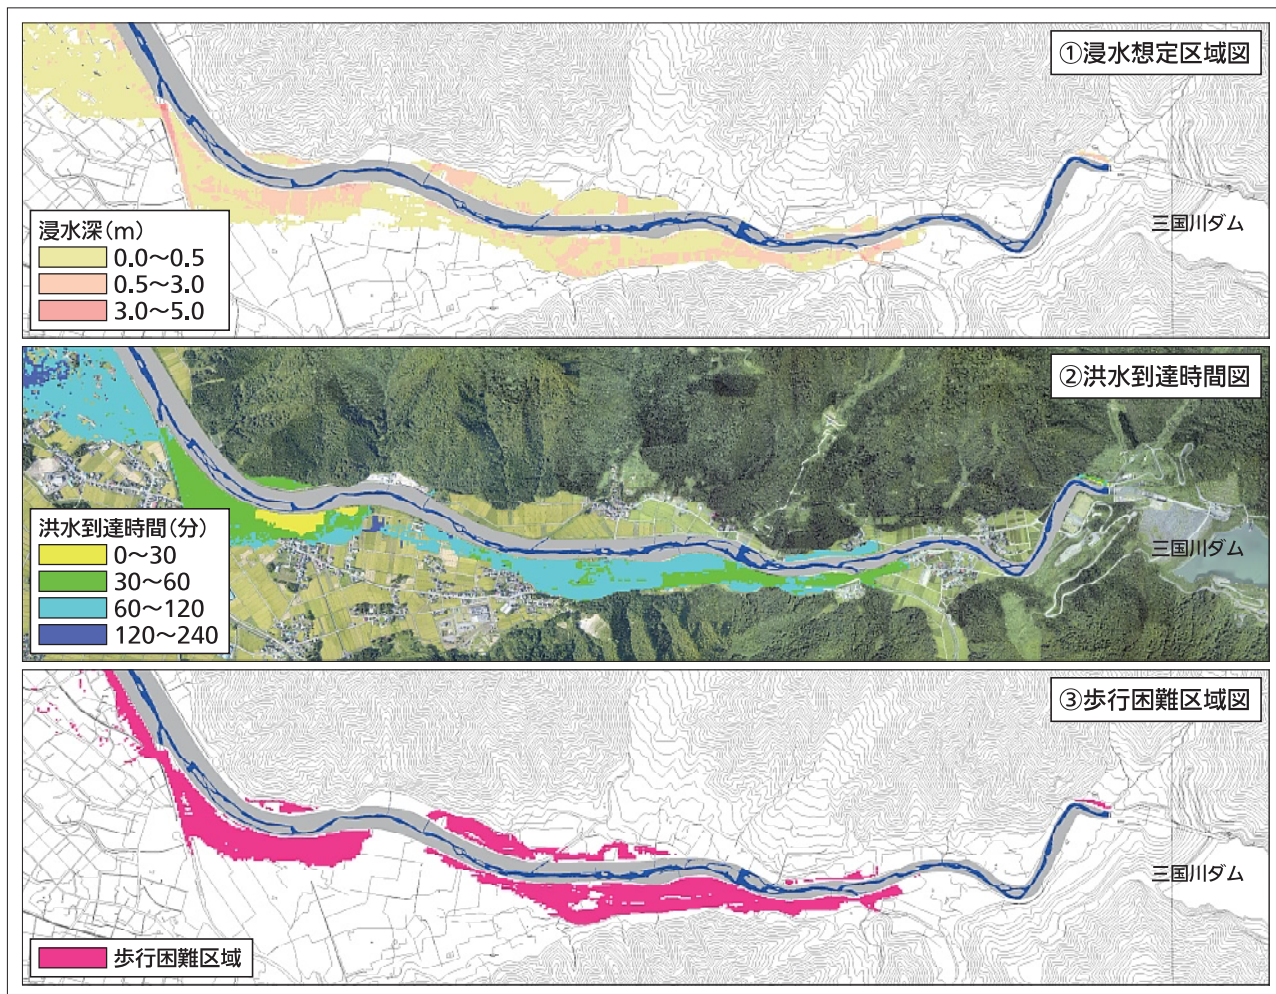 ①浸水想定区域図
三国川ダム
浸水深(m)
0.0〜0.5
0.5〜3.0
3.0〜5.0
②洪水到達時間図
三国川ダム
洪水到達時間(分)
0〜30
30〜60
60〜120
120〜240
③歩行困難区域図
三国川ダム
歩行困難区域